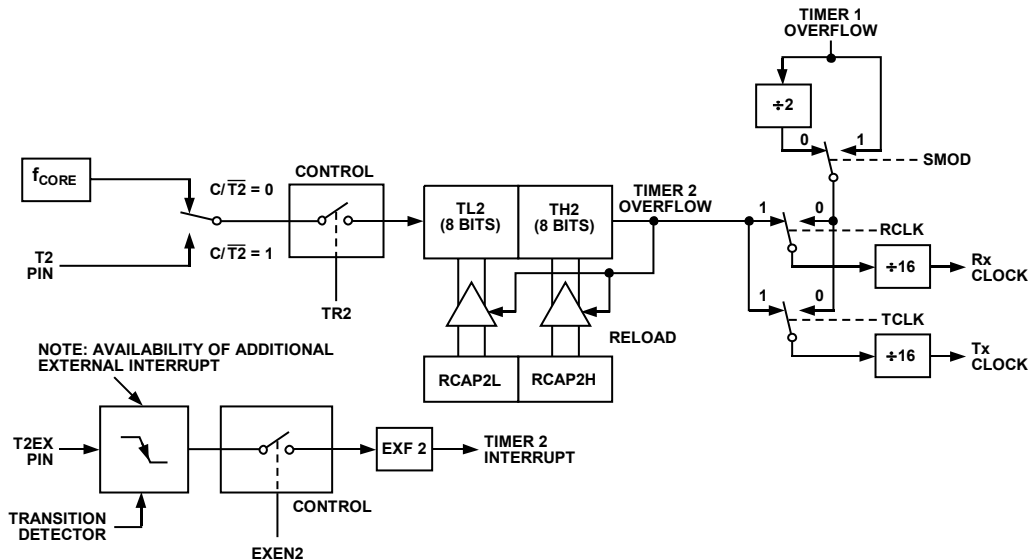 TIMER 1
OVERFLOW
÷2
0
1
SMOD
fCORE
C/T2 = 0
CONTROL
TL2
(8 BITS)
TH2
(8 BITS)
TIMER 2
OVERFLOW
1
0
RCLK
T2
PIN
C/T2 = 1
÷16
Rx
CLOCK
TR2
1
0
TCLK
RELOAD
÷16
Tx
CLOCK
NOTE: AVAILABILITY OF ADDITIONAL
EXTERNAL INTERRUPT
RCAP2L
RCAP2H
T2EX
PIN
EXF 2
TIMER 2
INTERRUPT
CONTROL
TRANSITION
DETECTOR
EXEN2